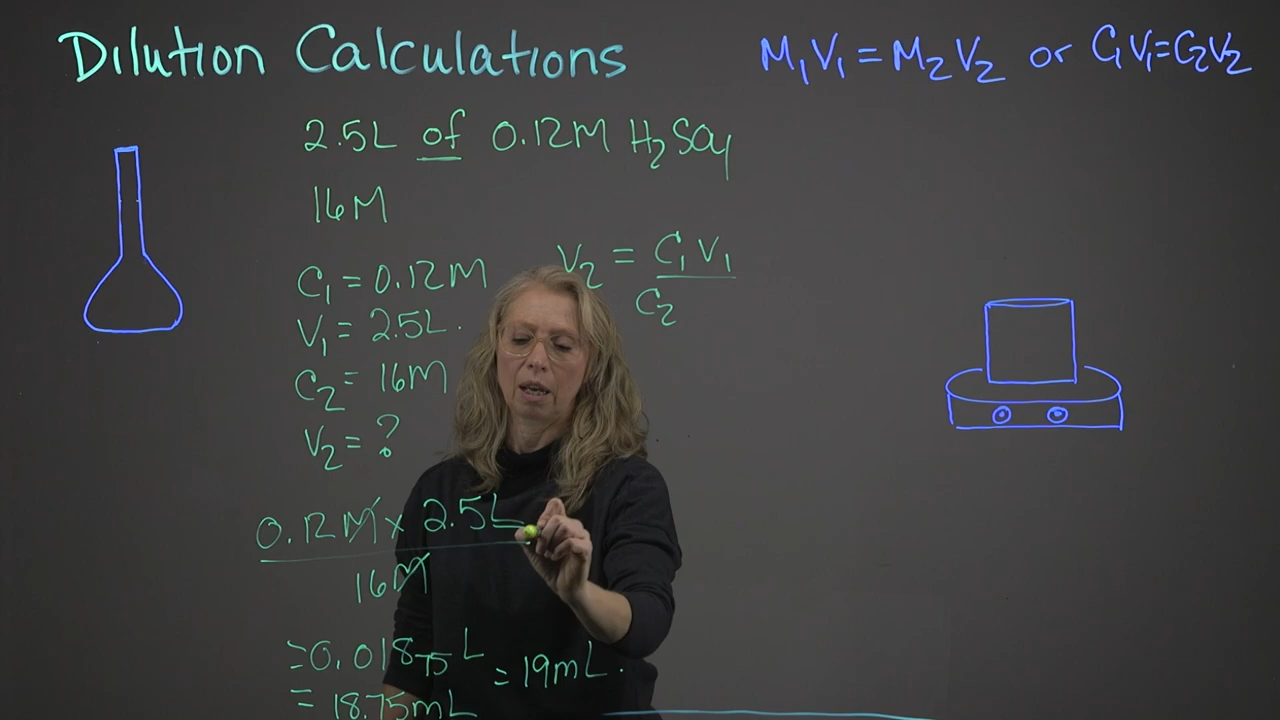 Dilution Calculations
M₁V₁ = M₂V₂ or C₁V₁=C₂V₂
2.5L of 0.12M H₂SO₄
16M
C₁ = 0.12M
V₁ = 2.5L.
C₂ = 16M
V₂ = ?
V₂ = C₁V₁
C₂
0.12M x 2.5L
16M
=0.01875 L
= 18.75mL
= 19mL.